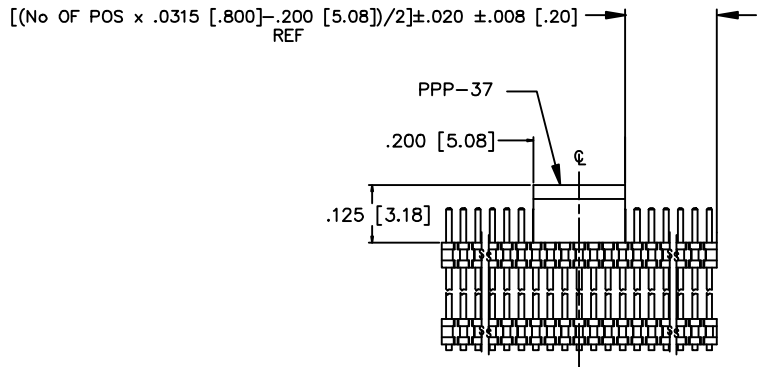 [(No OF POS x .0315 [.800]-.200 [5.08])/2]±.020 ±.008 [.20]
REF
PPP-37
.200 [5.08]
℄
.125 [3.18]